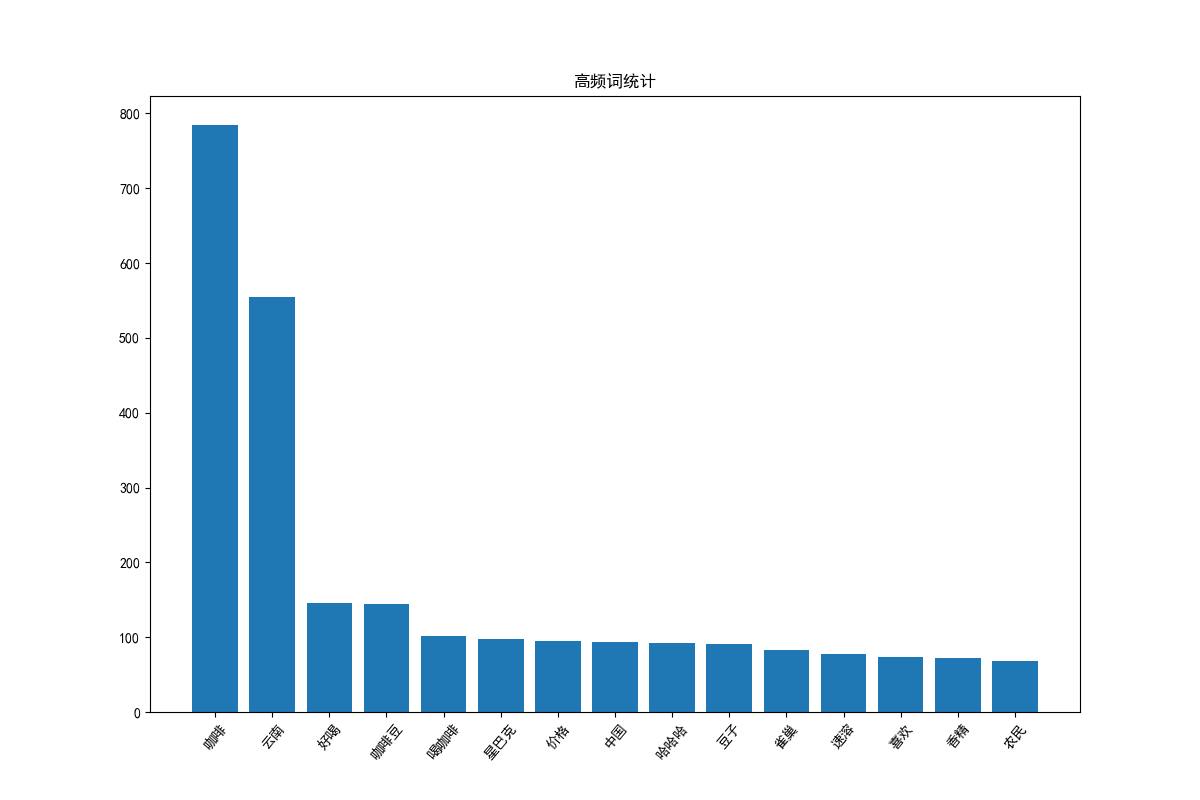 高频词统计
800
700
600
500
400
300
200
100
0
咖啡
云南
好喝
咖啡豆
喝咖啡
星巴克
价格
中国
哈哈哈
豆子
雀巢
速溶
喜欢
香精
农民